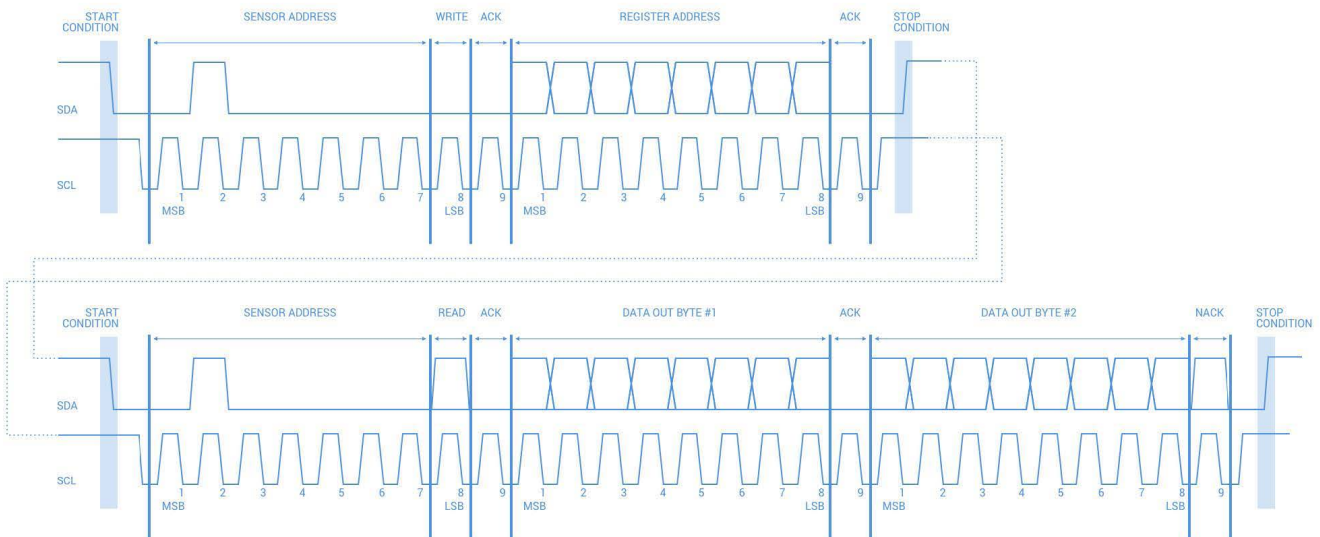 START CONDITION SENSOR ADDRESS WRITE ACK REGISTER ADDRESS ACK STOP CONDITION
SDA
SCL
1 2 3 4 5 6 7 8 9 1 2 3 4 5 6 7 8 9
MSB LSB MSB LSB
START CONDITION SENSOR ADDRESS READ ACK DATA OUT BYTE #1 ACK DATA OUT BYTE #2 NACK STOP CONDITION
SDA
SCL
1 2 3 4 5 6 7 8 9 1 2 3 4 5 6 7 8 9 1 2 3 4 5 6 7 8 9
MSB LSB MSB LSB MSB LSB